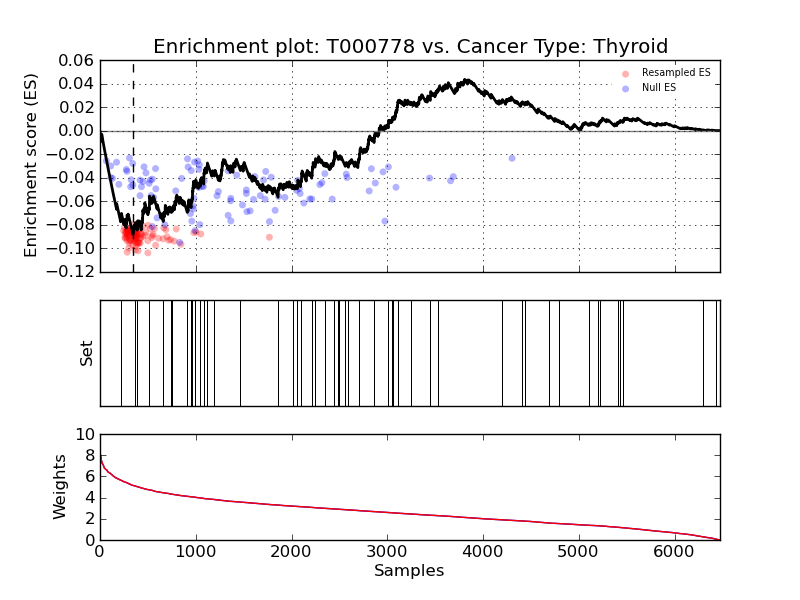 Enrichment plot: T000778 vs. Cancer Type: Thyroid
Enrichment score (ES)
0.06
0.04
0.02
0.00
−0.02
−0.04
−0.06
−0.08
−0.10
−0.12
Resampled ES
Null ES
Set
Weights
10
8
6
4
2
0
0 1000 2000 3000 4000 5000 6000
Samples